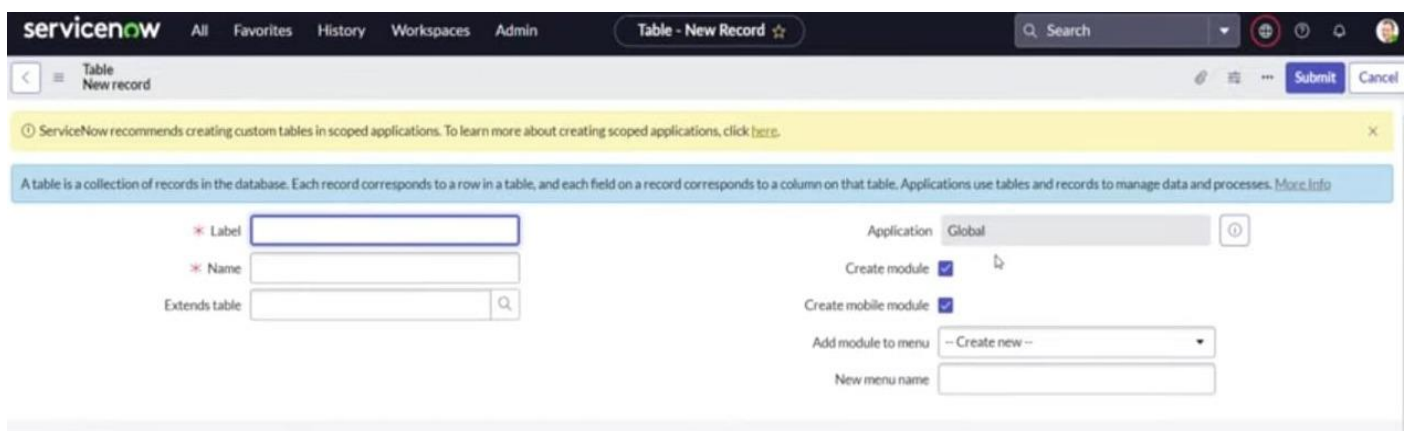 servicenow All Favorites History Workspaces Admin Table - New Record Search
Table
New record
Submit Cancel
ServiceNow recommends creating custom tables in scoped applications. To learn more about creating scoped applications, click here.
A table is a collection of records in the database. Each record corresponds to a row in a table, and each field on a record corresponds to a column on that table. Applications use tables and records to manage data and processes. More Info
* Label
Application Global
* Name
Create module
Extends table
Create mobile module
Add module to menu -- Create new --
New menu name